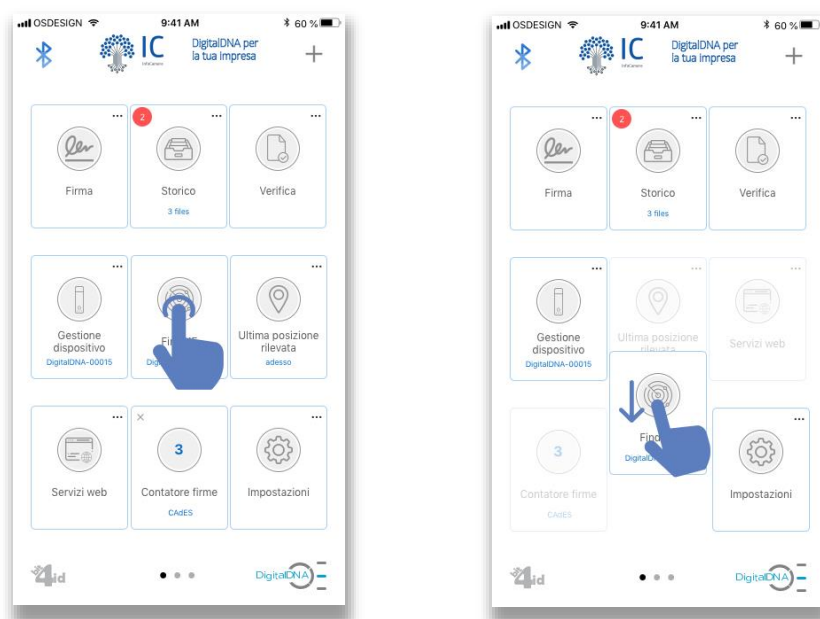 OSDESIGN 9:41 AM 60 %
IC
InfoCamere
DigitalDNA per
la tua impresa
Firma
2
Storico
3 files
Verifica
Gestione
dispositivo
DigitalDNA-00015
Ultima posizione
rilevata
adesso
Servizi web
3
Contatore firme
CAdES
Impostazioni
4id
DigitalDNA
OSDESIGN 9:41 AM 60 %
IC
InfoCamere
DigitalDNA per
la tua impresa
Firma
2
Storico
3 files
Verifica
Gestione
dispositivo
DigitalDNA-00015
Ultima posizione
rilevata
Servizi web
3
Contatore firme
CAdES
Impostazioni
4id
DigitalDNA